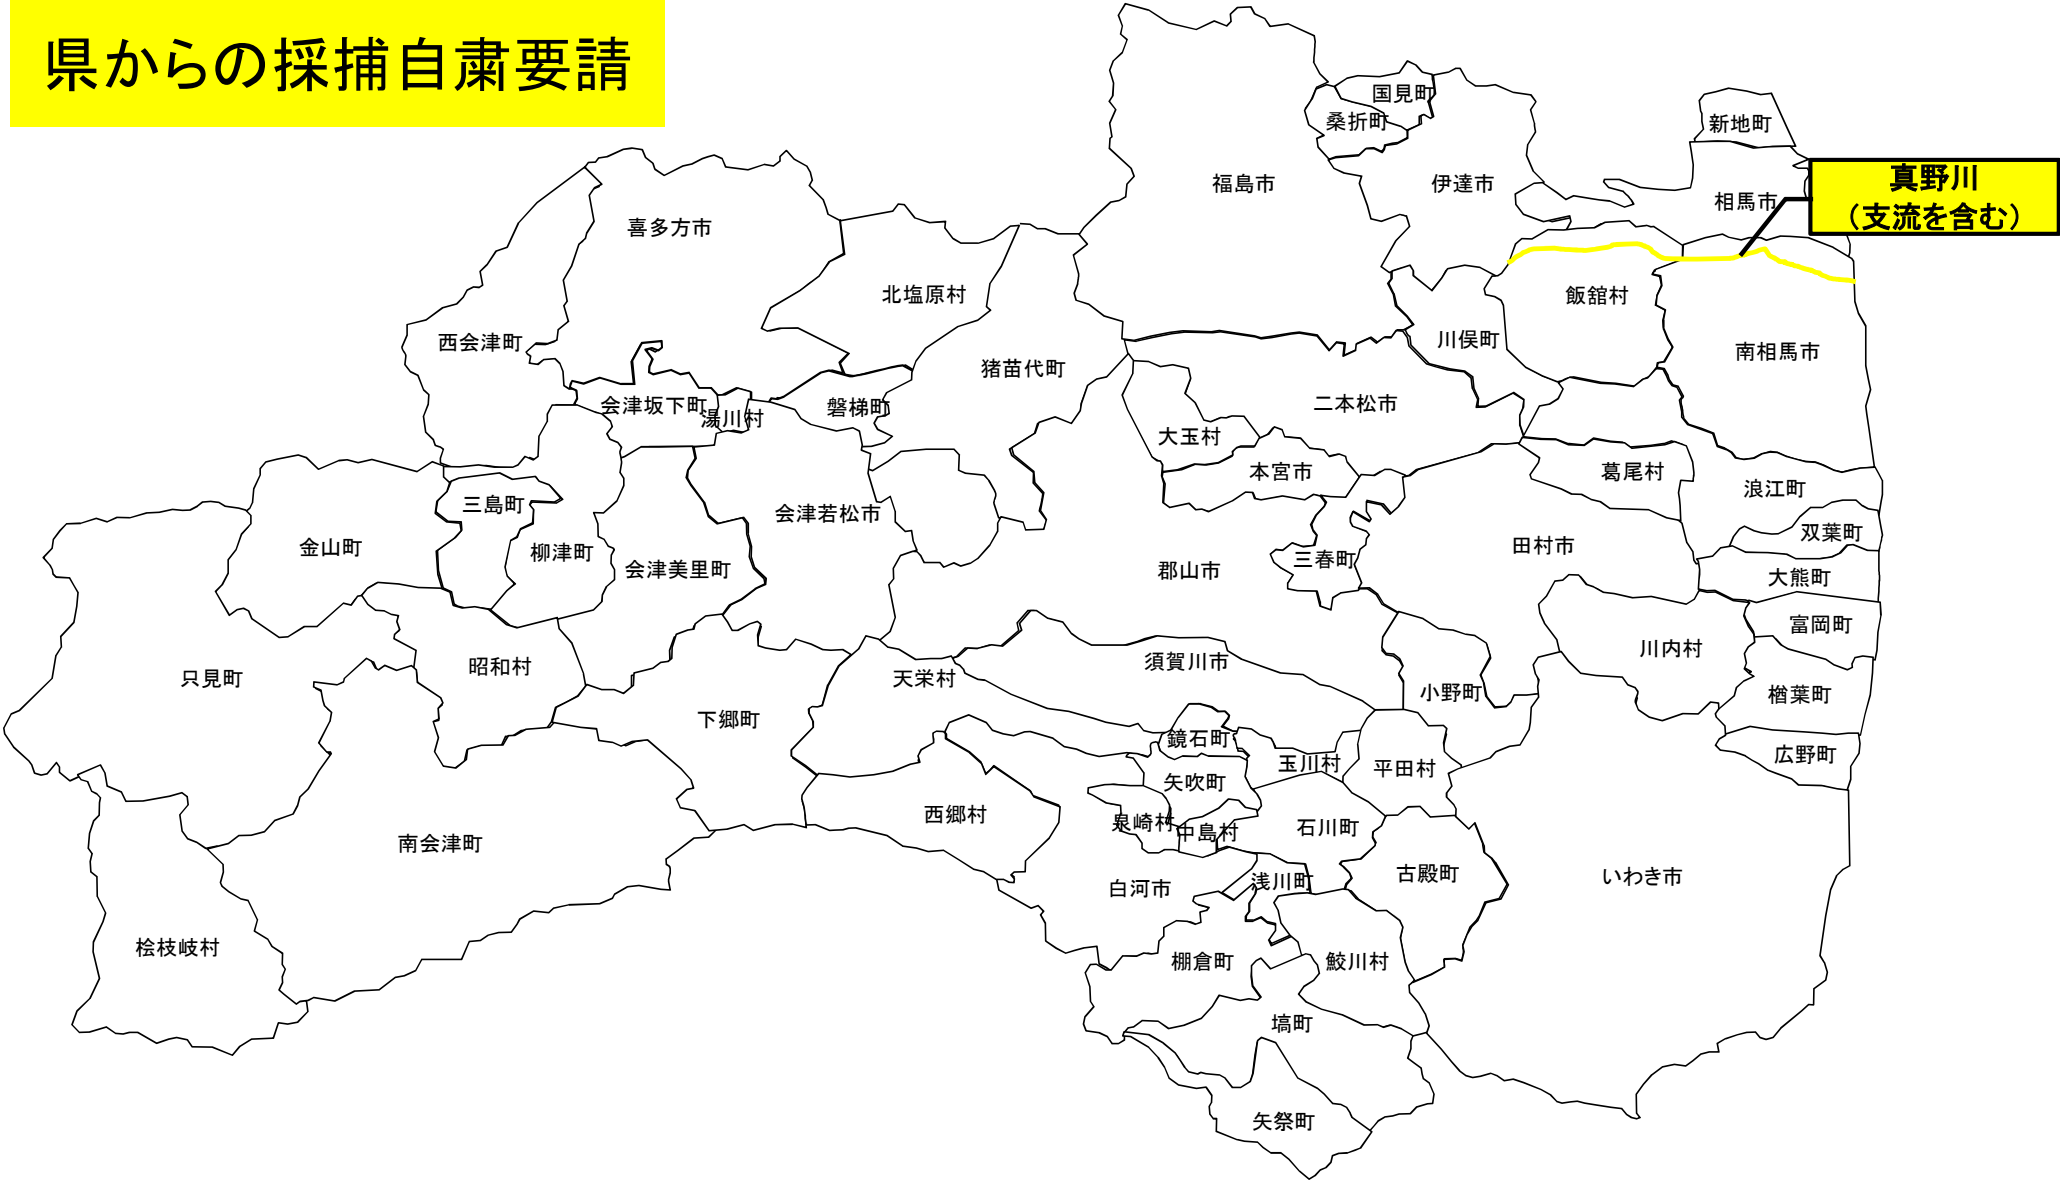 県からの採捕自粛要請
国見町
桑折町
新地町
福島市
伊達市
真野川
（支流を含む）
相馬市
喜多方市
北塩原村
飯舘村
西会津町
川俣町
南相馬市
猪苗代町
会津坂下町
湯川村
磐梯町
二本松市
大玉村
本宮市
葛尾村
浪江町
三島町
会津若松市
双葉町
金山町
柳津町
会津美里町
郡山市
三春町
田村市
大熊町
富岡町
只見町
昭和村
天栄村
須賀川市
川内村
小野町
楢葉町
下郷町
鏡石町
玉川村
平田村
広野町
矢吹町
西郷村
泉崎村
中島村
石川町
南会津町
白河市
浅川町
古殿町
いわき市
桧枝岐村
棚倉町
鮫川村
塙町
矢祭町